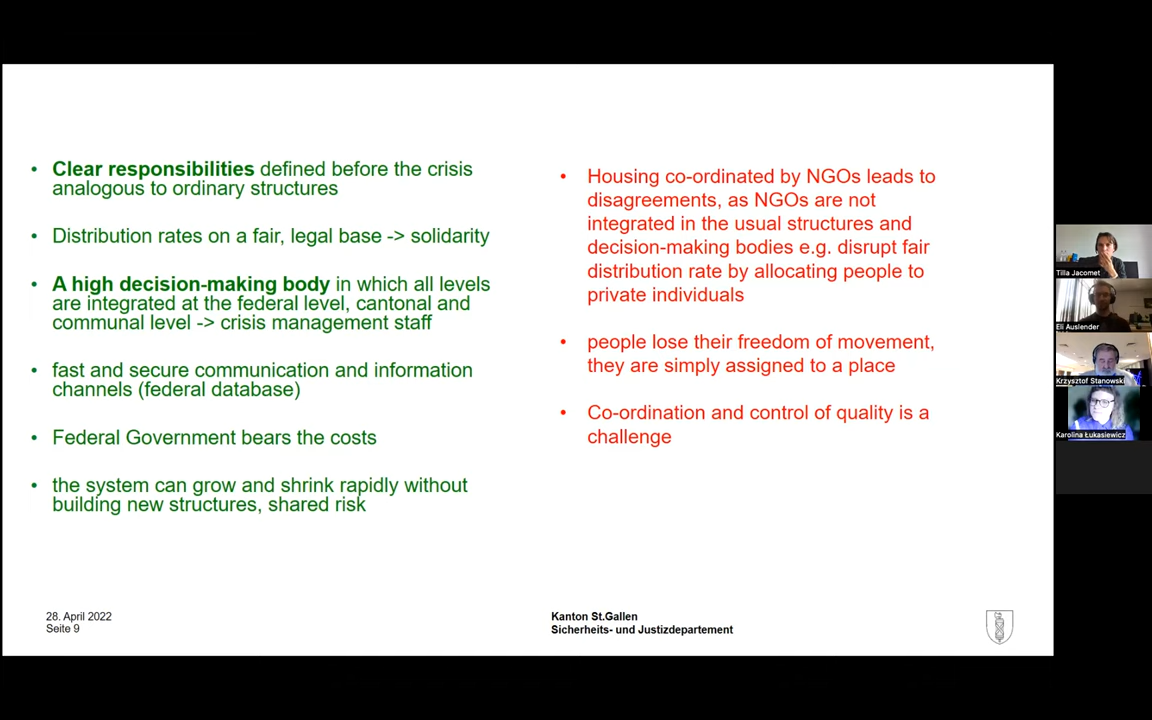 • Clear responsibilities defined before the crisis
analogous to ordinary structures
• Distribution rates on a fair, legal base -> solidarity
• A high decision-making body in which all levels
are integrated at the federal level, cantonal and
communal level -> crisis management staff
• fast and secure communication and information
channels (federal database)
• Federal Government bears the costs
• the system can grow and shrink rapidly without
building new structures, shared risk
• Housing co-ordinated by NGOs leads to
disagreements, as NGOs are not
integrated in the usual structures and
decision-making bodies e.g. disrupt fair
distribution rate by allocating people to
private individuals
• people lose their freedom of movement,
they are simply assigned to a place
• Co-ordination and control of quality is a
challenge
28. April 2022
Seite 9
Kanton St.Gallen
Sicherheits- und Justizdepartement
Tilla Jacomet
Eli Auslender
Krzysztof Stanowski
Karolina Łukasiewicz